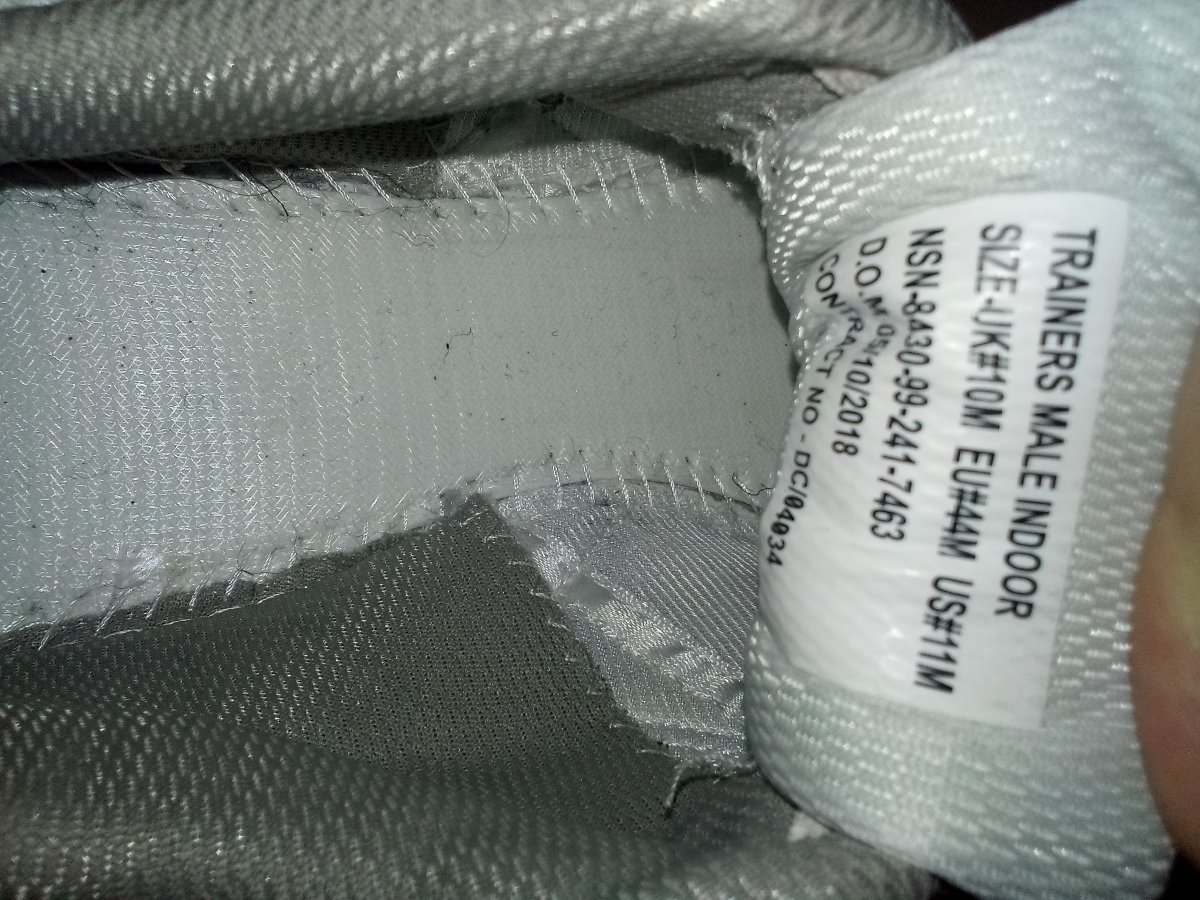 TRAINERS MALE INDOOR
SIZE-UK#10M EU#44M US#11M
NSN-8430-99-241-7463
D.O.M 05/10/2018
CONTRACT NO - DC/04034